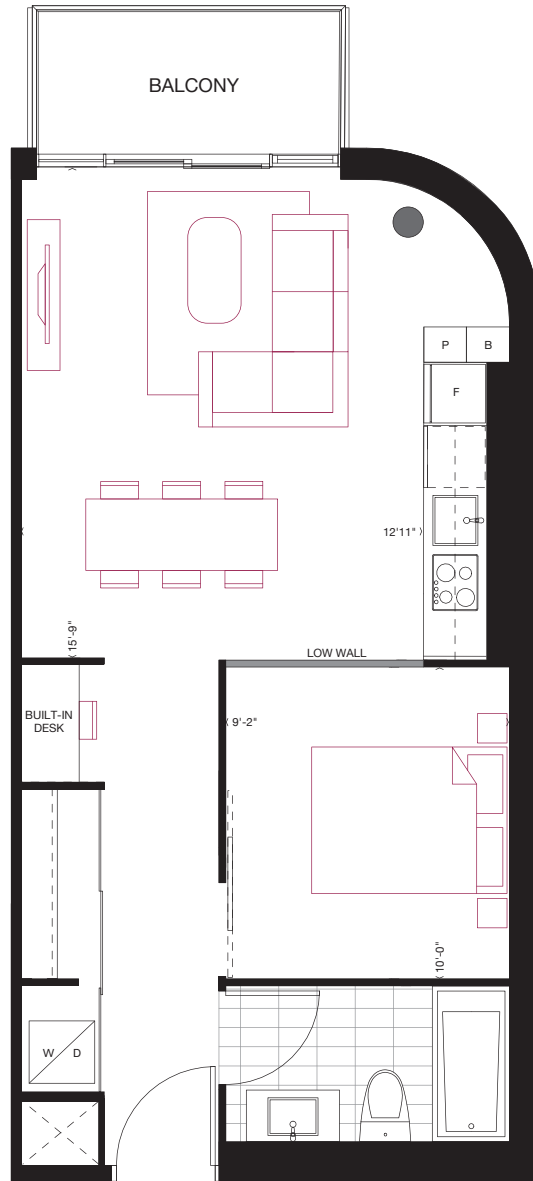 BALCONY
P
B
F
12'11"
15'-9"
LOW WALL
BUILT-IN
DESK
9'-2"
10'-0"
W
D